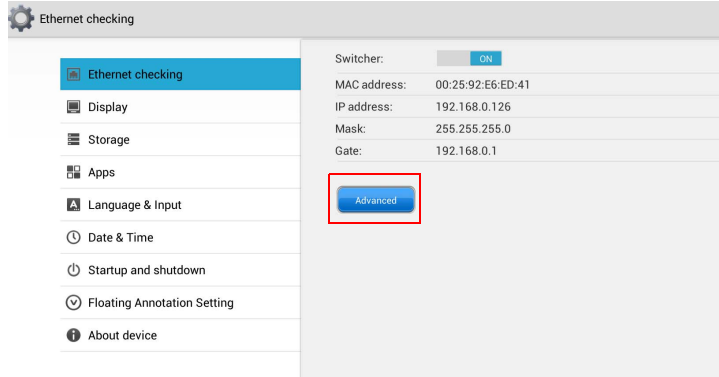 Ethernet checking
Ethernet checking
Display
Storage
Apps
Language & Input
Date & Time
Startup and shutdown
Floating Annotation Setting
About device
Switcher: ON
MAC address: 00:25:92:E6:ED:41
IP address: 192.168.0.126
Mask: 255.255.255.0
Gate: 192.168.0.1
Advanced